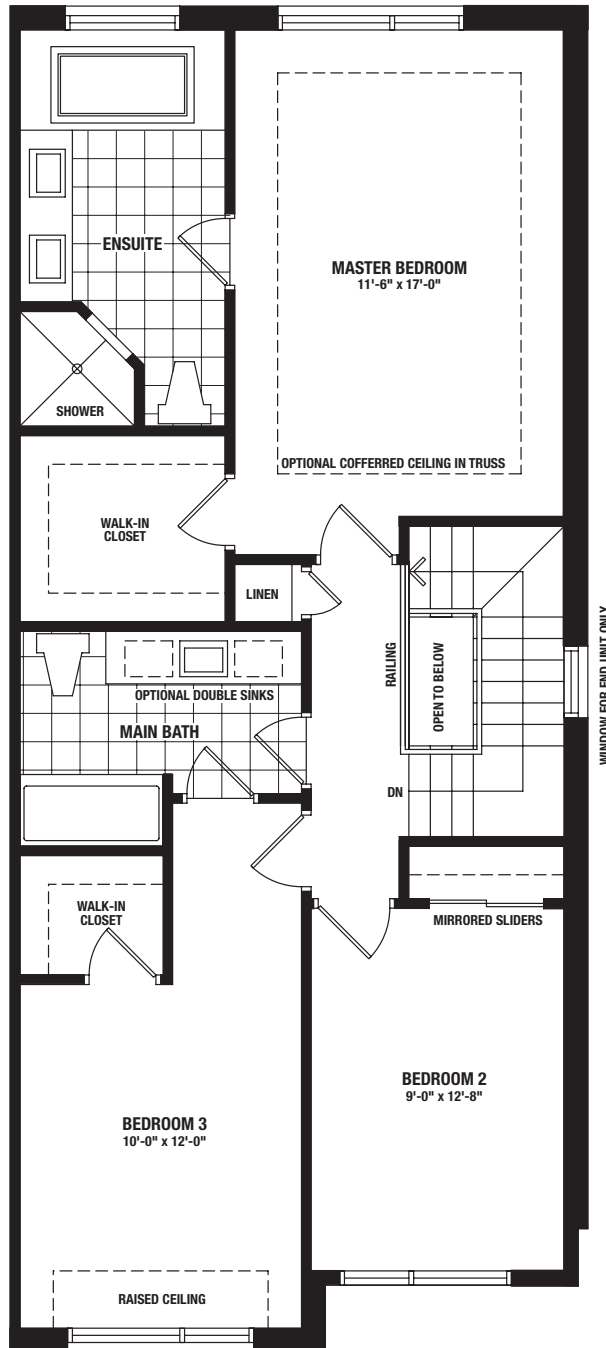 ENSUITE
MASTER BEDROOM
11'-6" x 17'-0"
SHOWER
OPTIONAL COFFERRED CEILING IN TRUSS
WALK-IN
CLOSET
LINEN
RAILING
OPEN TO BELOW
WINDOW FOR END UNIT ONLY
OPTIONAL DOUBLE SINKS
MAIN BATH
DN
WALK-IN
CLOSET
MIRRORED SLIDERS
BEDROOM 2
9'-0" x 12'-8"
BEDROOM 3
10'-0" x 12'-0"
RAISED CEILING